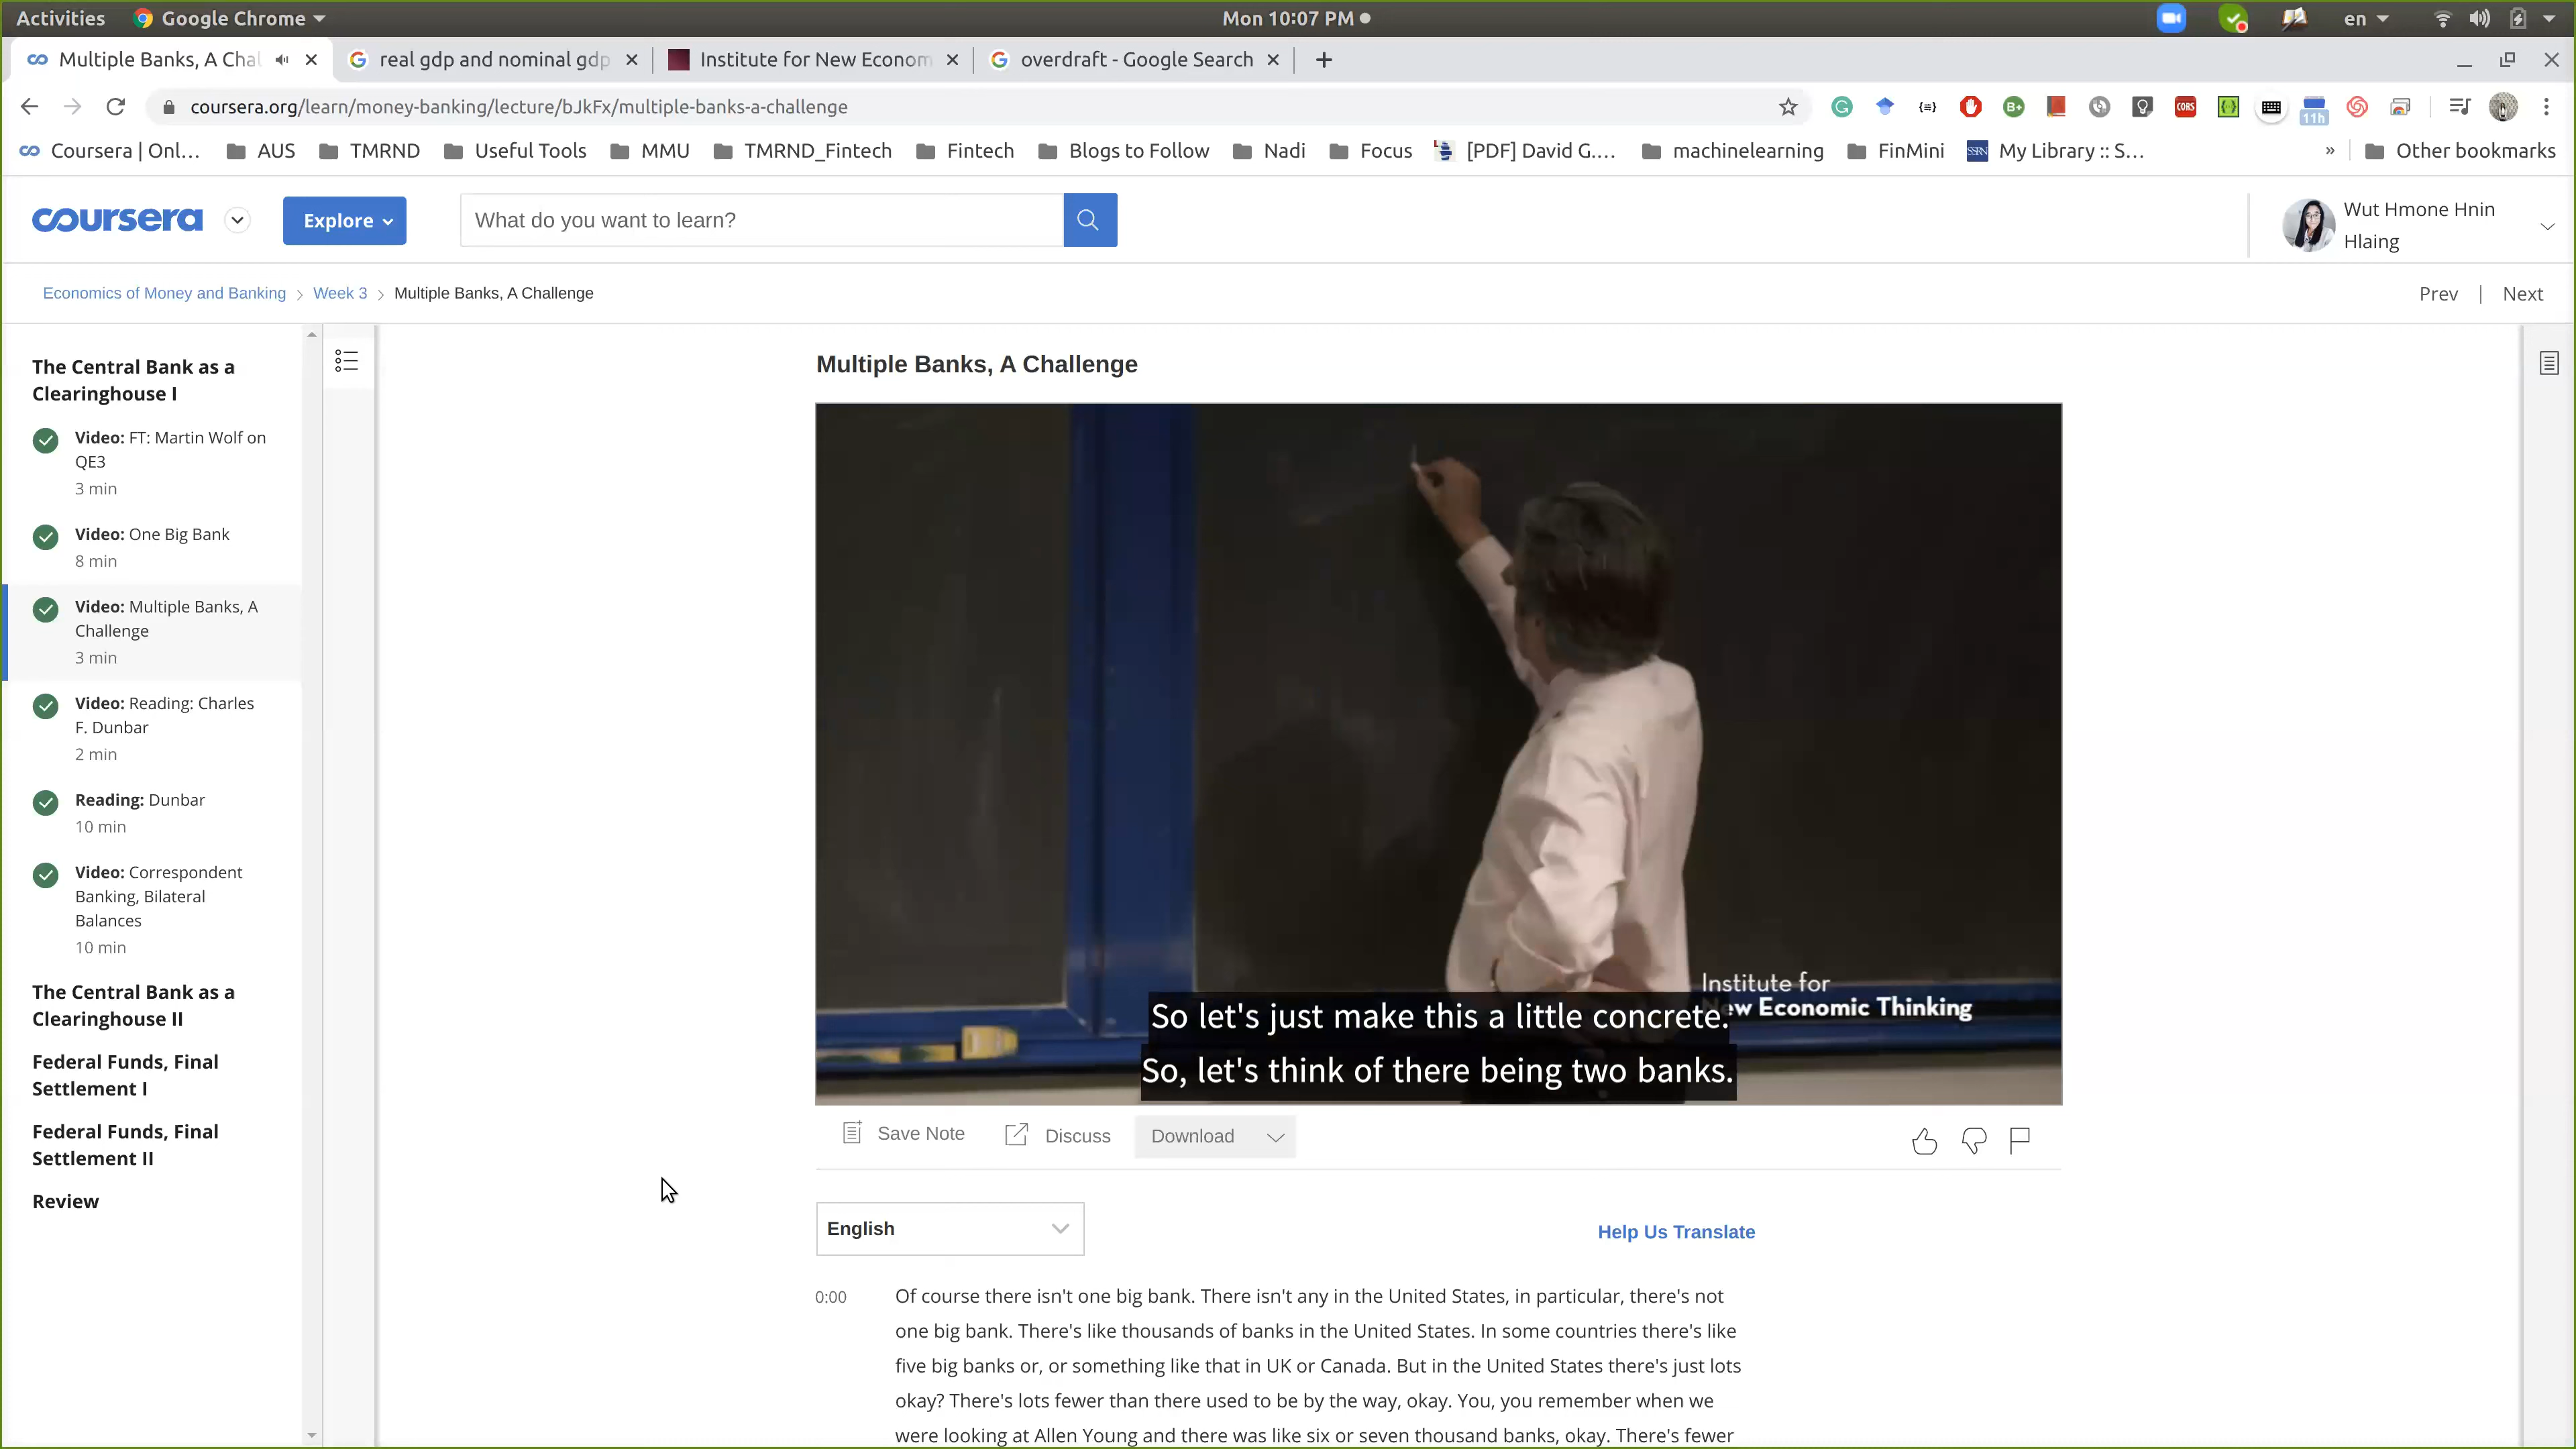 Activities
Google Chrome
Mon 10:07 PM
en
Multiple Banks, A Chal
real gdp and nominal gdp
Institute for New Econom
overdraft - Google Search
coursera.org/learn/money-banking/lecture/bJkFx/multiple-banks-a-challenge
B+
CORS
11h
Coursera | Onl...
AUS
TMRND
Useful Tools
MMU
TMRND_Fintech
Fintech
Blogs to Follow
Nadi
Focus
[PDF] David G....
machinelearning
FinMini
SSRN
My Library :: S...
»
Other bookmarks
coursera
Explore
What do you want to learn?
Wut Hmone Hnin
Hlaing
Economics of Money and Banking
Week 3
Multiple Banks, A Challenge
Prev
Next
The Central Bank as a
Clearinghouse I
Video: FT: Martin Wolf on
QE3
3 min
Video: One Big Bank
8 min
Video: Multiple Banks, A
Challenge
3 min
Video: Reading: Charles
F. Dunbar
2 min
Reading: Dunbar
10 min
Video: Correspondent
Banking, Bilateral
Balances
10 min
The Central Bank as a
Clearinghouse II
Federal Funds, Final
Settlement I
Federal Funds, Final
Settlement II
Review
Multiple Banks, A Challenge
Institute for
ew Economic Thinking
So let's just make this a little concrete.
So, let's think of there being two banks.
Save Note
Discuss
Download
English
Help Us Translate
0:00
Of course there isn't one big bank. There isn't any in the United States, in particular, there's not
one big bank. There's like thousands of banks in the United States. In some countries there's like
five big banks or, or something like that in UK or Canada. But in the United States there's just lots
okay? There's lots fewer than there used to be by the way, okay. You, you remember when we
were looking at Allen Young and there was like six or seven thousand banks, okay. There's fewer